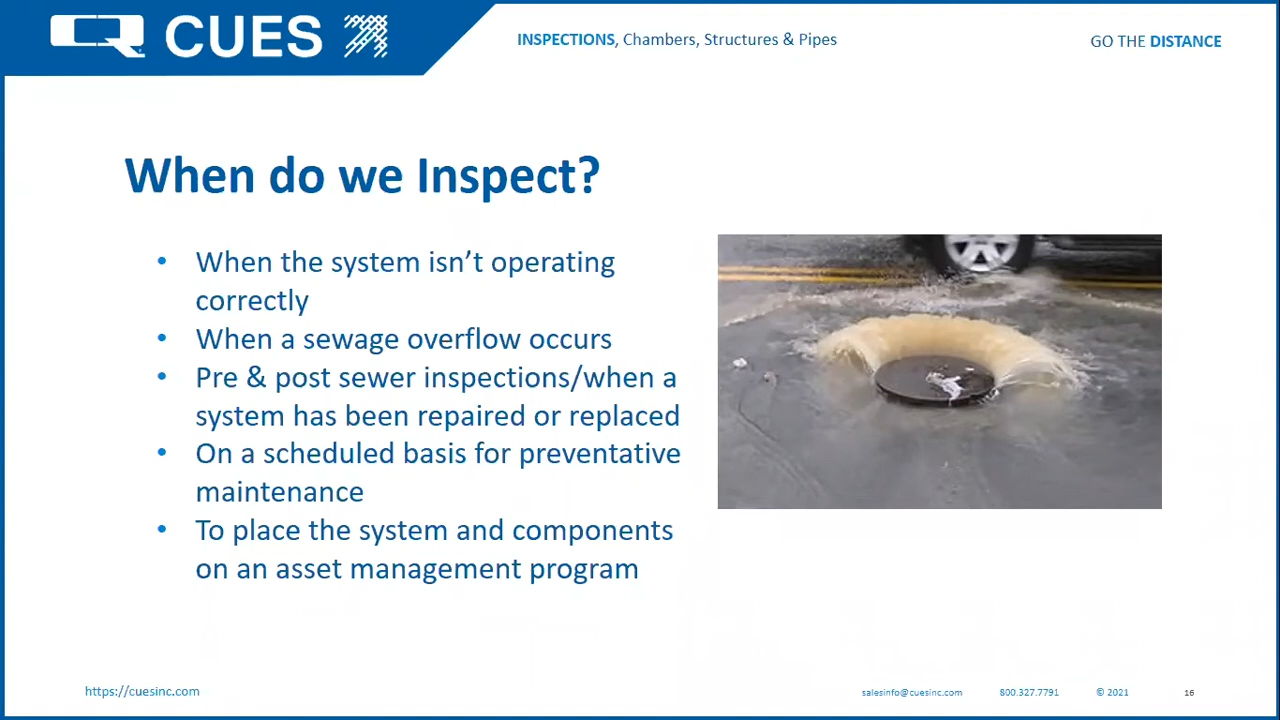 CUES
INSPECTIONS, Chambers, Structures & Pipes
GO THE DISTANCE
When do we Inspect?
• When the system isn’t operating
correctly
• When a sewage overflow occurs
• Pre & post sewer inspections/when a
system has been repaired or replaced
• On a scheduled basis for preventative
maintenance
• To place the system and components
on an asset management program
https://cuesinc.com
salesinfo@cuesinc.com
800.327.7791
© 2021
16